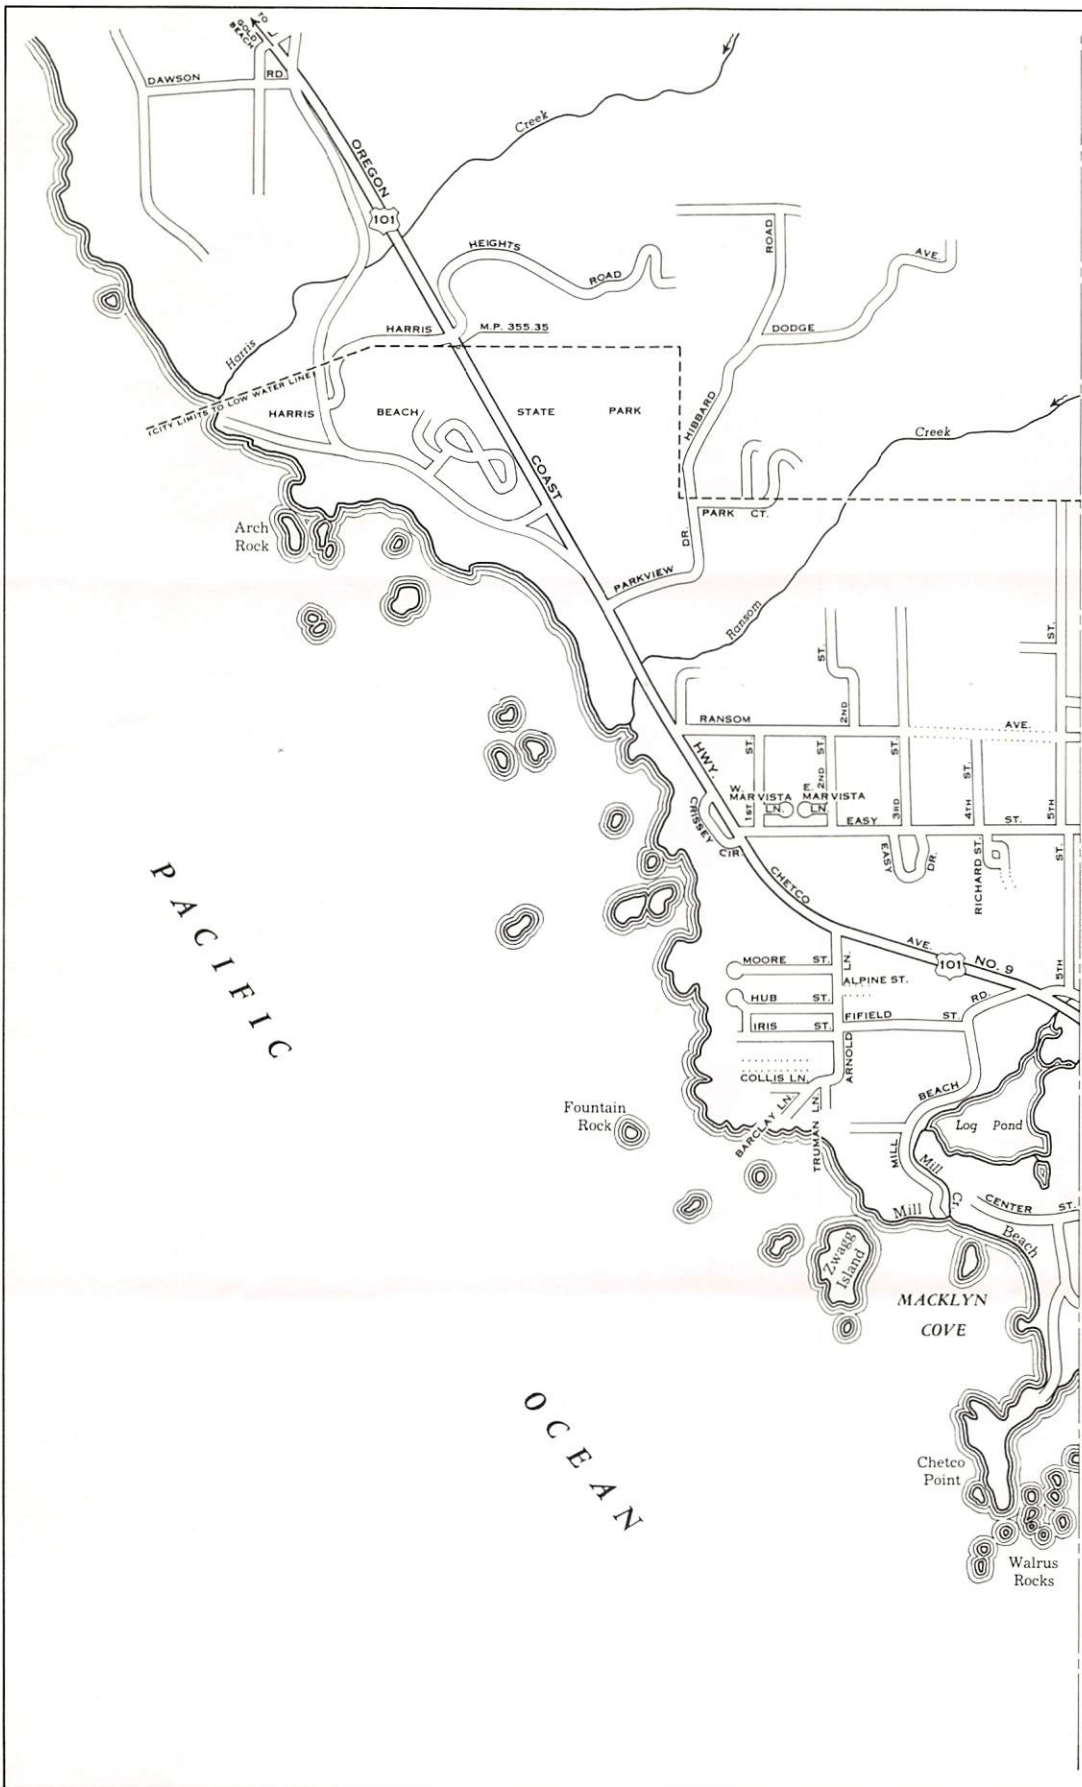 TO
GOLD
BEACH
DAWSON RD.
Creek
OREGON
101
HEIGHTS
ROAD
ROAD
AVE.
HARRIS
M.P. 355.35
DODGE
Harris
(CITY LIMITS TO LOW WATER LINE)
HARRIS BEACH STATE PARK
HIBBARD
Creek
COAST
PARK CT.
Arch
Rock
DR.
PARKVIEW
Ransom
ST.
ST.
RANSOM
2ND
AVE.
HWY.
ST.
ST.
ST.
ST.
W.
MARVISTA
LN.
E.
MARVISTA
LN.
1ST
2ND
3RD
4TH
5TH
CRISSEY
CIR.
EASY ST.
EASY
DR.
RICHARD ST.
ST.
CHETCO
AVE.
101
NO. 9
5TH
PACIFIC
MOORE ST.
LN.
ALPINE ST.
HUB ST.
RD.
IRIS ST.
FIFIELD ST.
ARNOLD
COLLIS LN.
BEACH
Fountain
Rock
BARCLAY LN.
TRUMAN LN.
MILL
Log Pond
Mill
Cr.
CENTER ST.
Mill
Beach
Zwagg
Island
MACKLYN
COVE
OCEAN
Chetco
Point
Walrus
Rocks